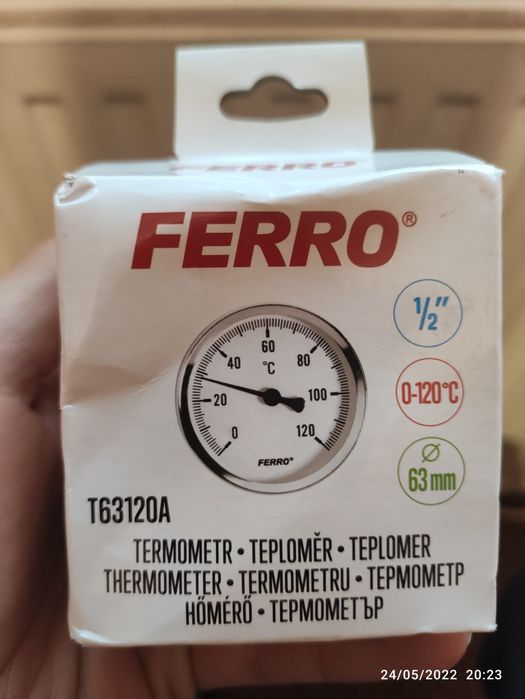 FERRO
FERRO®
1/2"
60
40
80
°C
0-120°C
20
100
0
120
FERRO®
Ø
63 mm
T63120A
TERMOMETR • TEPLOMĚR • TEPLOMER
THERMOMETER • TERMOMETRU • ТЕРМОМЕТР
HŐMÉRŐ • ТЕРМОМЕТЪР
24/05/2022 20:23